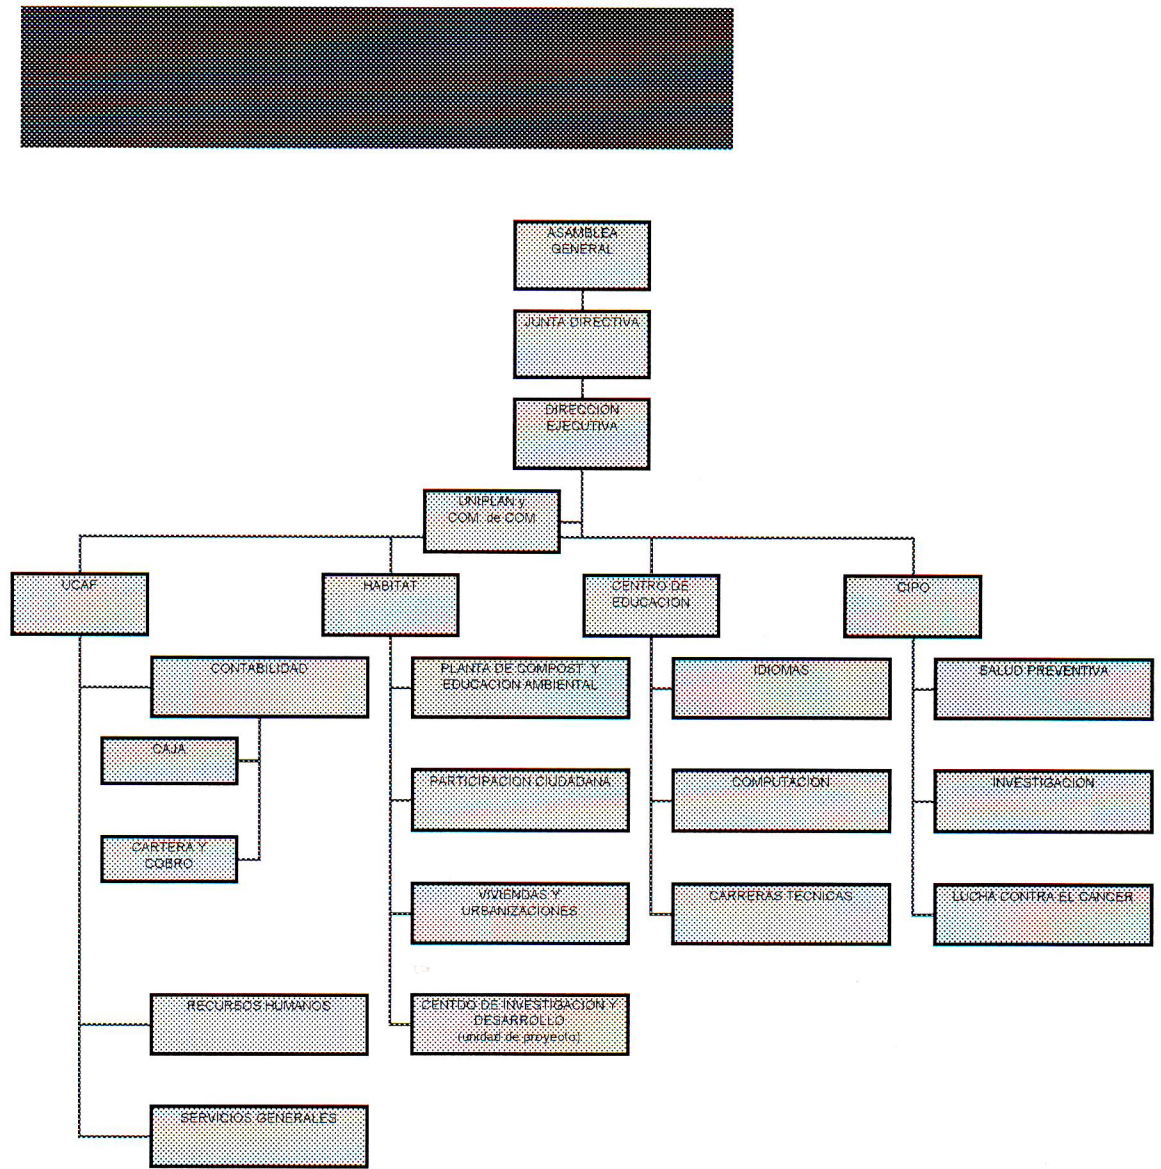 ASAMBLEA
GENERAL
JUNTA DIRECTIVA
DIRECCION
EJECUTIVA
UNIPLAN y
COM. de COM
UCAF
HABITAT
CENTRO DE
EDUCACION
CIPO
CONTABILIDAD
CAJA
CARTERA Y
COBRO
RECURSOS HUMANOS
SERVICIOS GENERALES
PLANTA DE COMPOST Y
EDUCACION AMBIENTAL
PARTICIPACION CIUDADANA
VIVIENDAS Y
URBANIZACIONES
CENTDO DE INVESTIGACION Y
DESARROLLO
(unidad de proyecto)
IDIOMAS
COMPUTACION
CARRERAS TECNICAS
SALUD PREVENTIVA
INVESTIGACION
LUCHA CONTRA EL CANCER